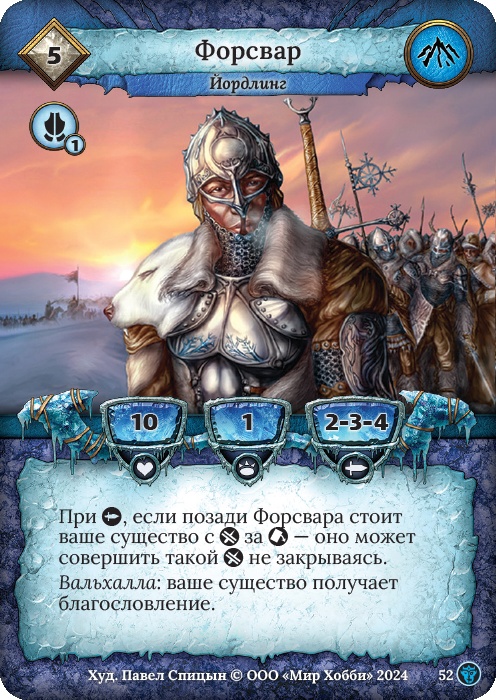 5
Форсвар
Йордлинг
1
10
1
2-3-4
При , если позади Форсвара стоит
ваше существо с за — оно может
совершить такой не закрываясь.
Вальхалла: ваше существо получает
благословление.
Худ. Павел Спицын © ООО «Мир Хобби» 2024
52